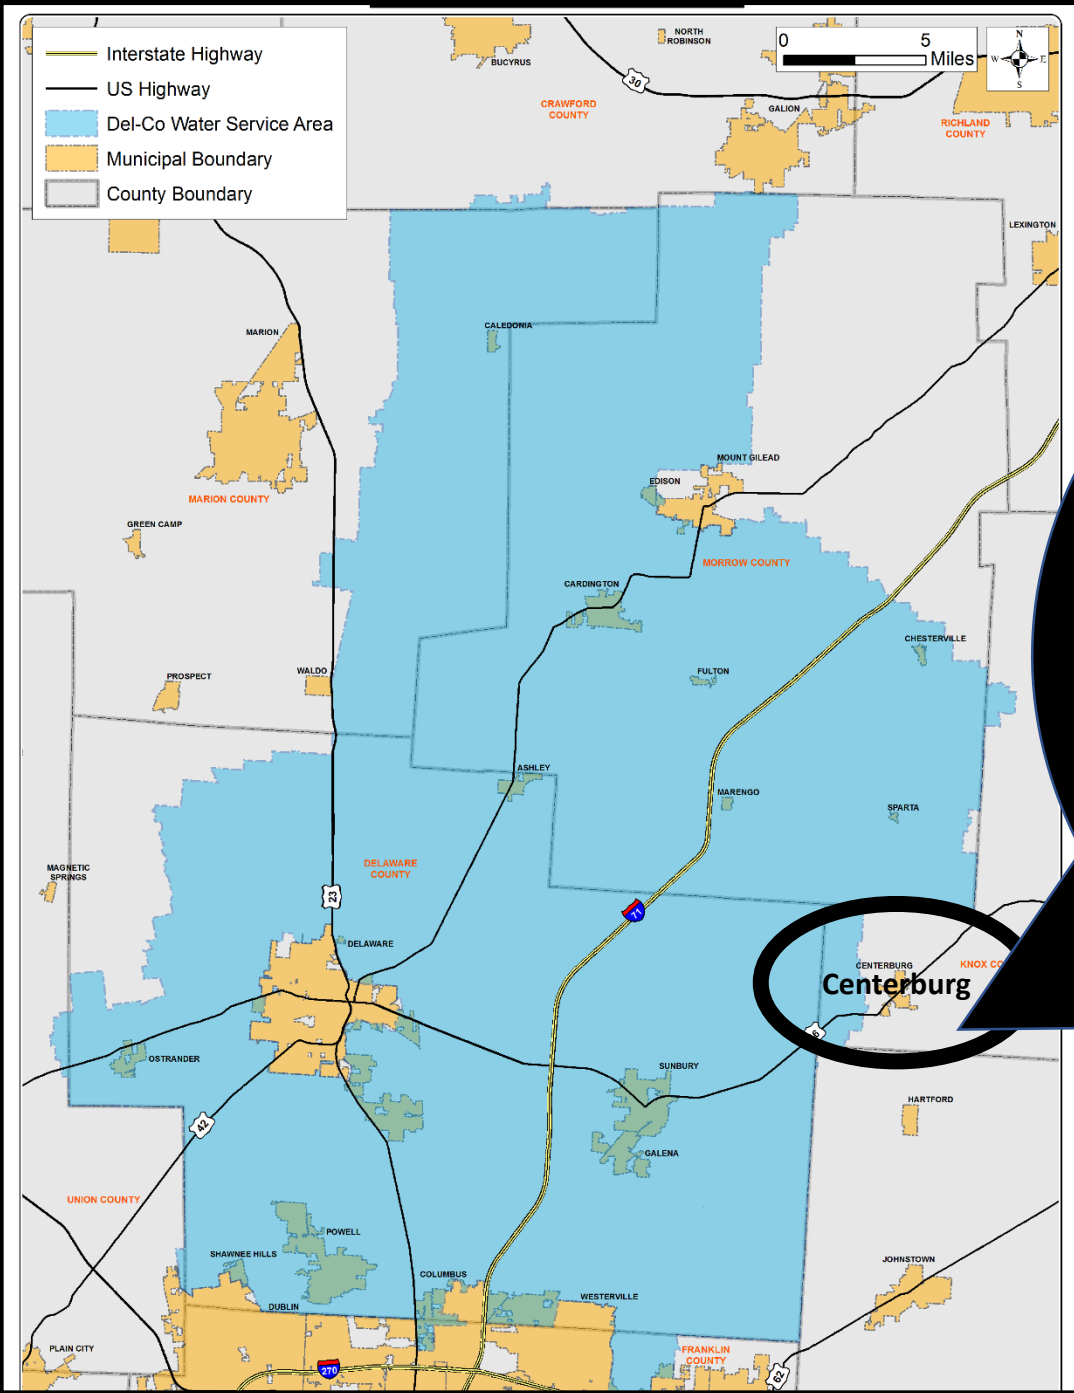 Interstate Highway
US Highway
Del-Co Water Service Area
Municipal Boundary
County Boundary
0 5
Miles
N
W E
S
NORTH
ROBINSON
BUCYRUS
30
CRAWFORD
COUNTY
GALION
RICHLAND
COUNTY
LEXINGTON
CALEDONIA
MARION
MOUNT GILEAD
EDISON
MARION COUNTY
GREEN CAMP
MORROW COUNTY
CARDINGTON
CHESTERVILLE
WALDO
PROSPECT
FULTON
ASHLEY
MARENGO
SPARTA
MAGNETIC
SPRINGS
DELAWARE
COUNTY
23
71
DELAWARE
CENTERBURG
KNOX CO
Centerburg
6
OSTRANDER
SUNBURY
HARTFORD
42
GALENA
UNION COUNTY
POWELL
SHAWNEE HILLS
COLUMBUS
JOHNSTOWN
WESTERVILLE
DUBLIN
PLAIN CITY
FRANKLIN
COUNTY
270
62